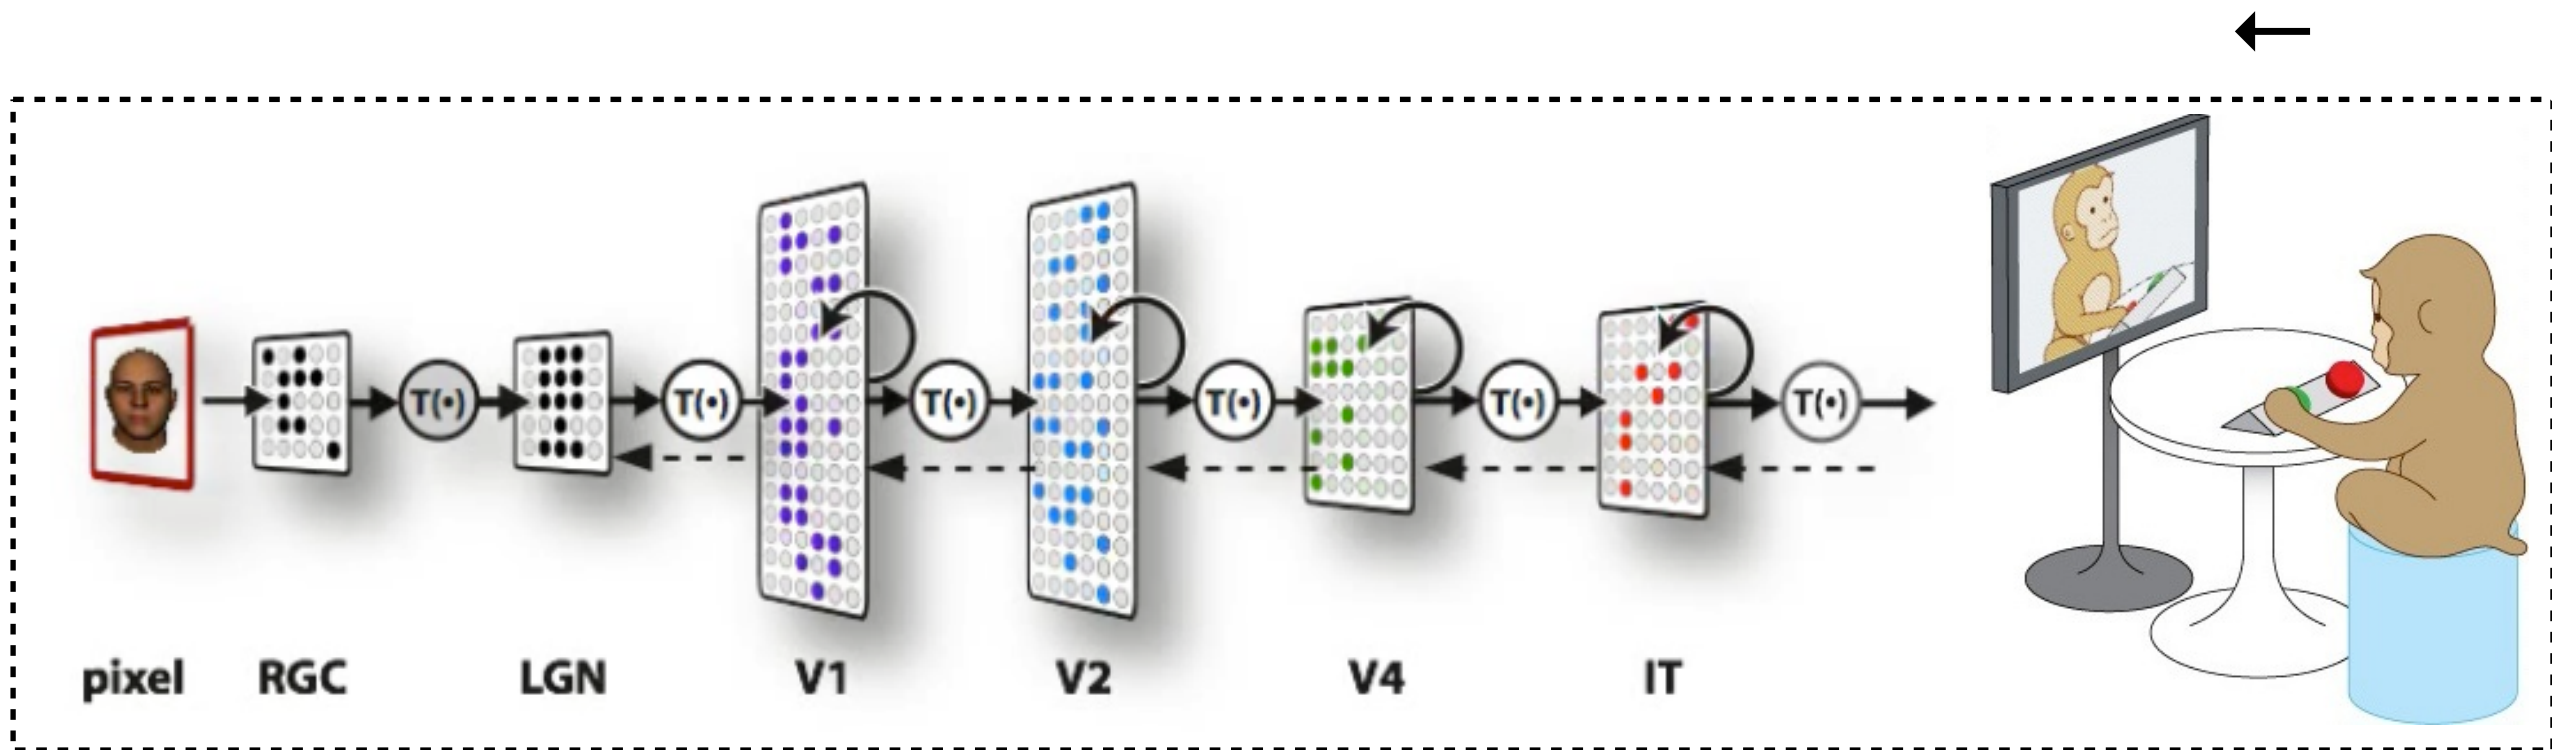 T(•) T(•) T(•) T(•) T(•) T(•)
pixel RGC LGN V1 V2 V4 IT